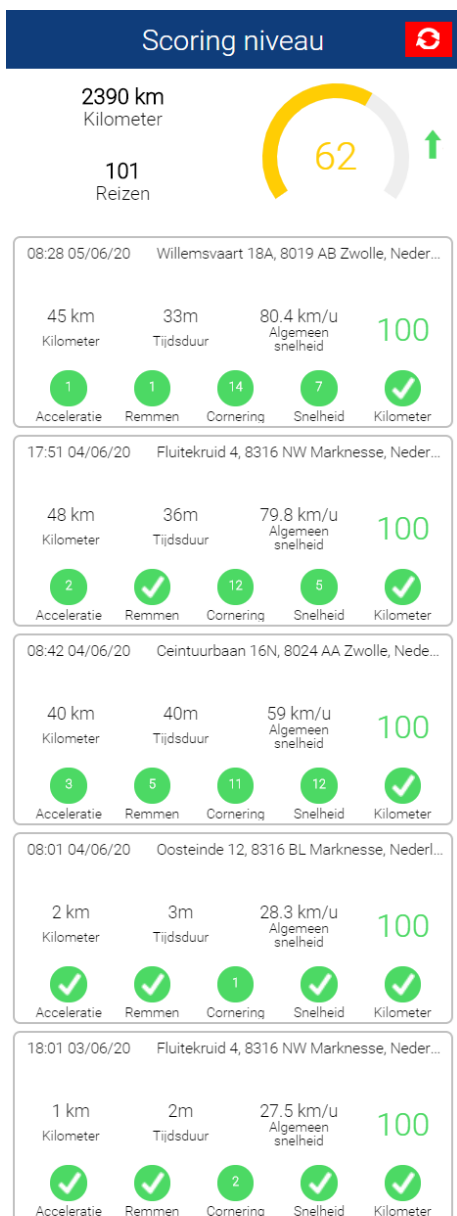 Scoring niveau
2390 km
Kilometer
62
101
Reizen
08:28 05/06/20 Willemsvaart 18A, 8019 AB Zwolle, Neder...
45 km 33m 80.4 km/u 100
Kilometer Tijdsduur Algemeen
snelheid
1 1 14 7
Acceleratie Remmen Cornering Snelheid Kilometer
17:51 04/06/20 Fluitekruid 4, 8316 NW Marknesse, Neder...
48 km 36m 79.8 km/u 100
Kilometer Tijdsduur Algemeen
snelheid
2 12 5
Acceleratie Remmen Cornering Snelheid Kilometer
08:42 04/06/20 Ceintuurbaan 16N, 8024 AA Zwolle, Nede...
40 km 40m 59 km/u 100
Kilometer Tijdsduur Algemeen
snelheid
3 5 11 12
Acceleratie Remmen Cornering Snelheid Kilometer
08:01 04/06/20 Oosteinde 12, 8316 BL Marknesse, Nederl...
2 km 3m 28.3 km/u 100
Kilometer Tijdsduur Algemeen
snelheid
1
Acceleratie Remmen Cornering Snelheid Kilometer
18:01 03/06/20 Fluitekruid 4, 8316 NW Marknesse, Neder...
1 km 2m 27.5 km/u 100
Kilometer Tijdsduur Algemeen
snelheid
2
Acceleratie Remmen Cornering Snelheid Kilometer